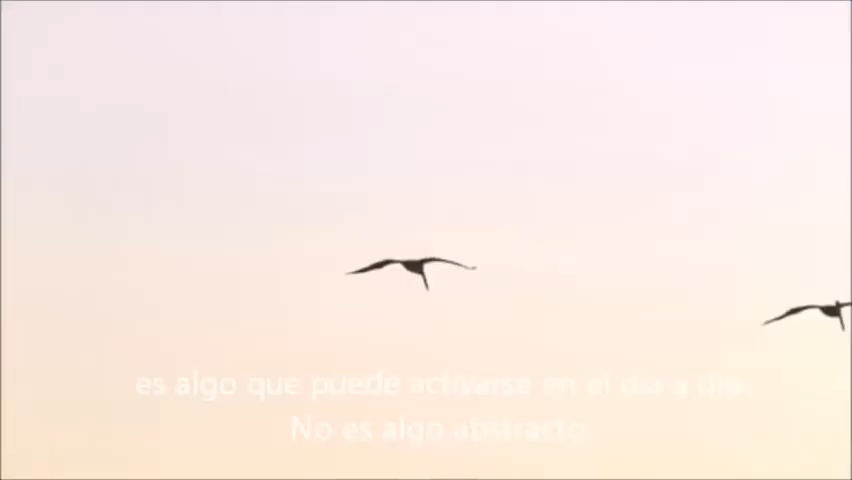 es algo que puede activarse en el día a día.
No es algo abstracto